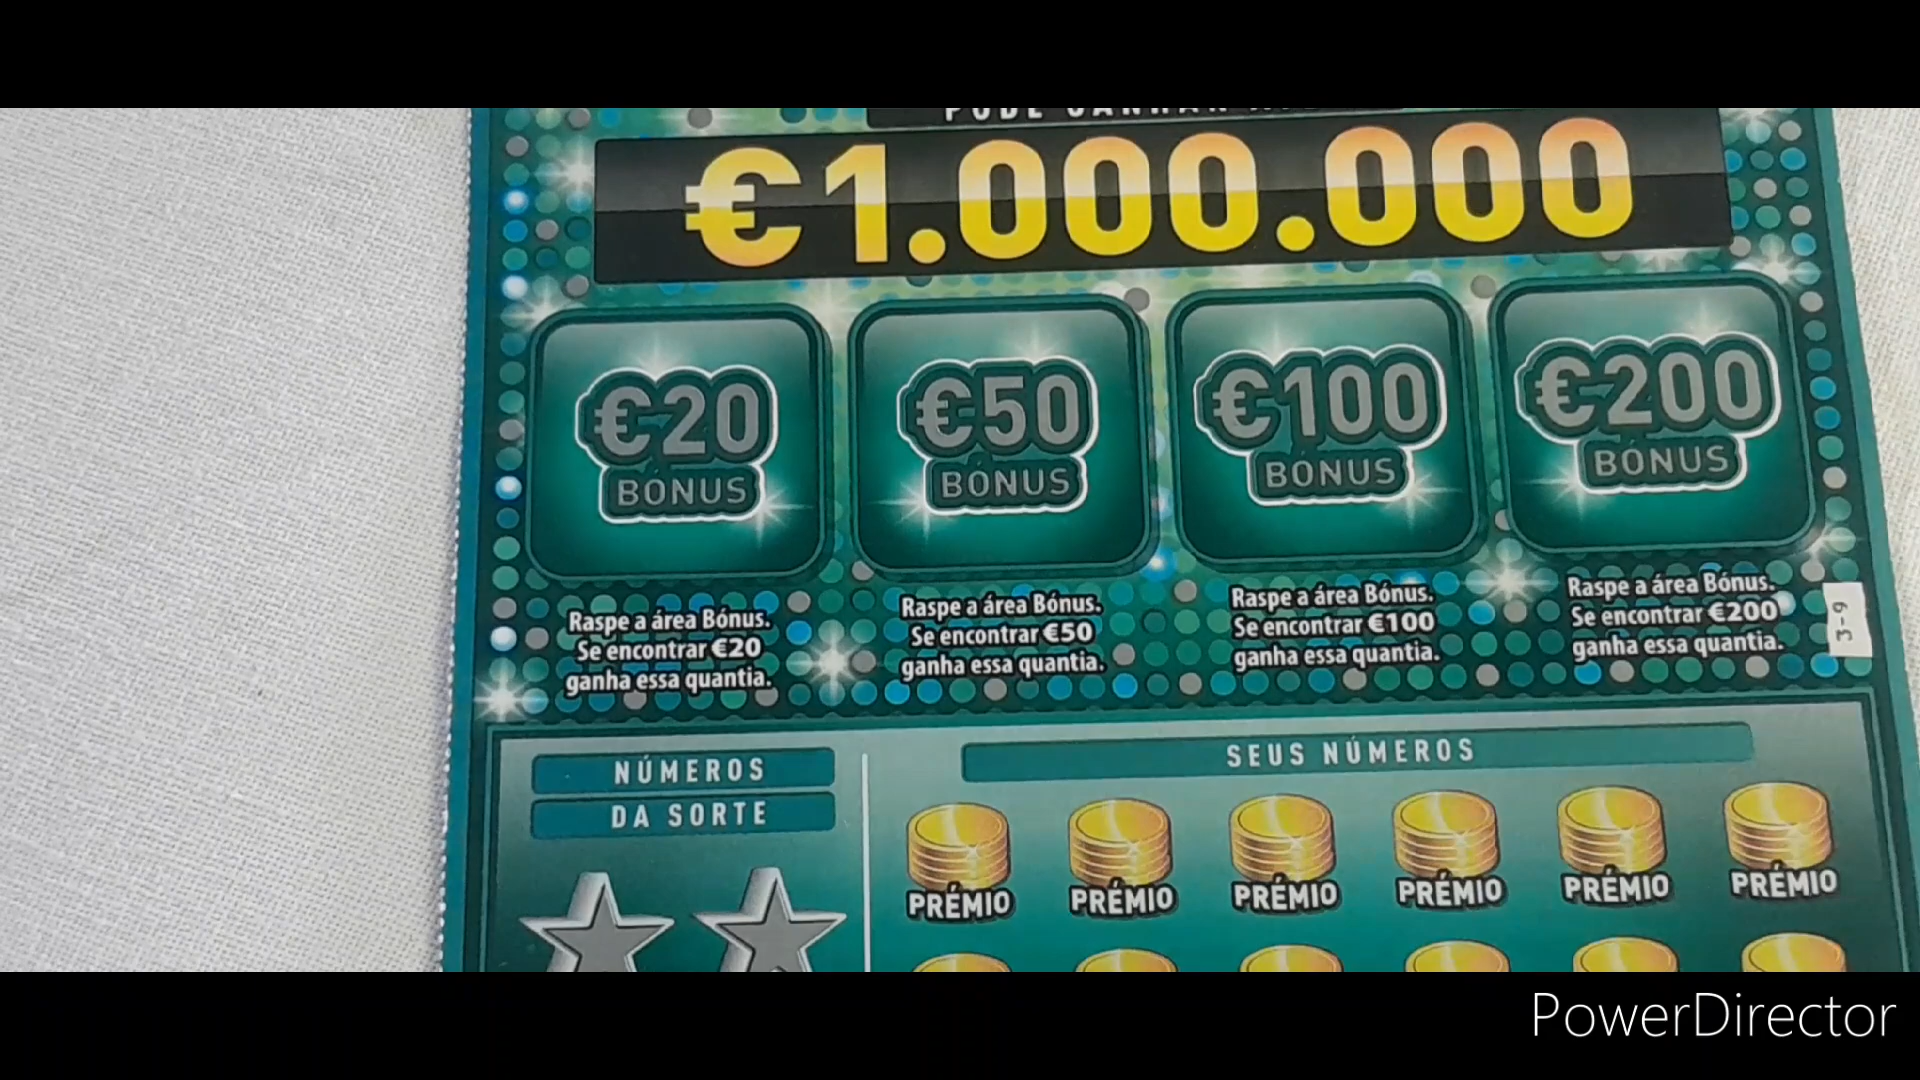 PODE GANHAR
€1.000.000
€20
BÓNUS
€50
BÓNUS
€100
BÓNUS
€200
BÓNUS
Raspe a área Bónus.
Se encontrar €20
ganha essa quantia.
Raspe a área Bónus.
Se encontrar €50
ganha essa quantia.
Raspe a área Bónus.
Se encontrar €100
ganha essa quantia.
Raspe a área Bónus.
Se encontrar €200
ganha essa quantia.
3-9
NÚMEROS
DA SORTE
SEUS NÚMEROS
PRÉMIO PRÉMIO PRÉMIO PRÉMIO PRÉMIO PRÉMIO
PowerDirector